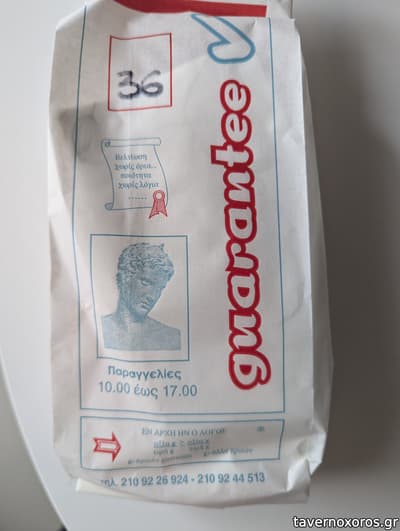 36
guarantee
Βελτίωση
χωρίς όρια...
ποιότητα
χωρίς λόγια
......
Παραγγελίες
10.00 έως 17.00
ΕΝ ΑΡΧΗ ΗΝ Ο ΛΟΓΟΣ
τηλ. 210 92 26 924 - 210 92 44 513
tavernoxoros.gr